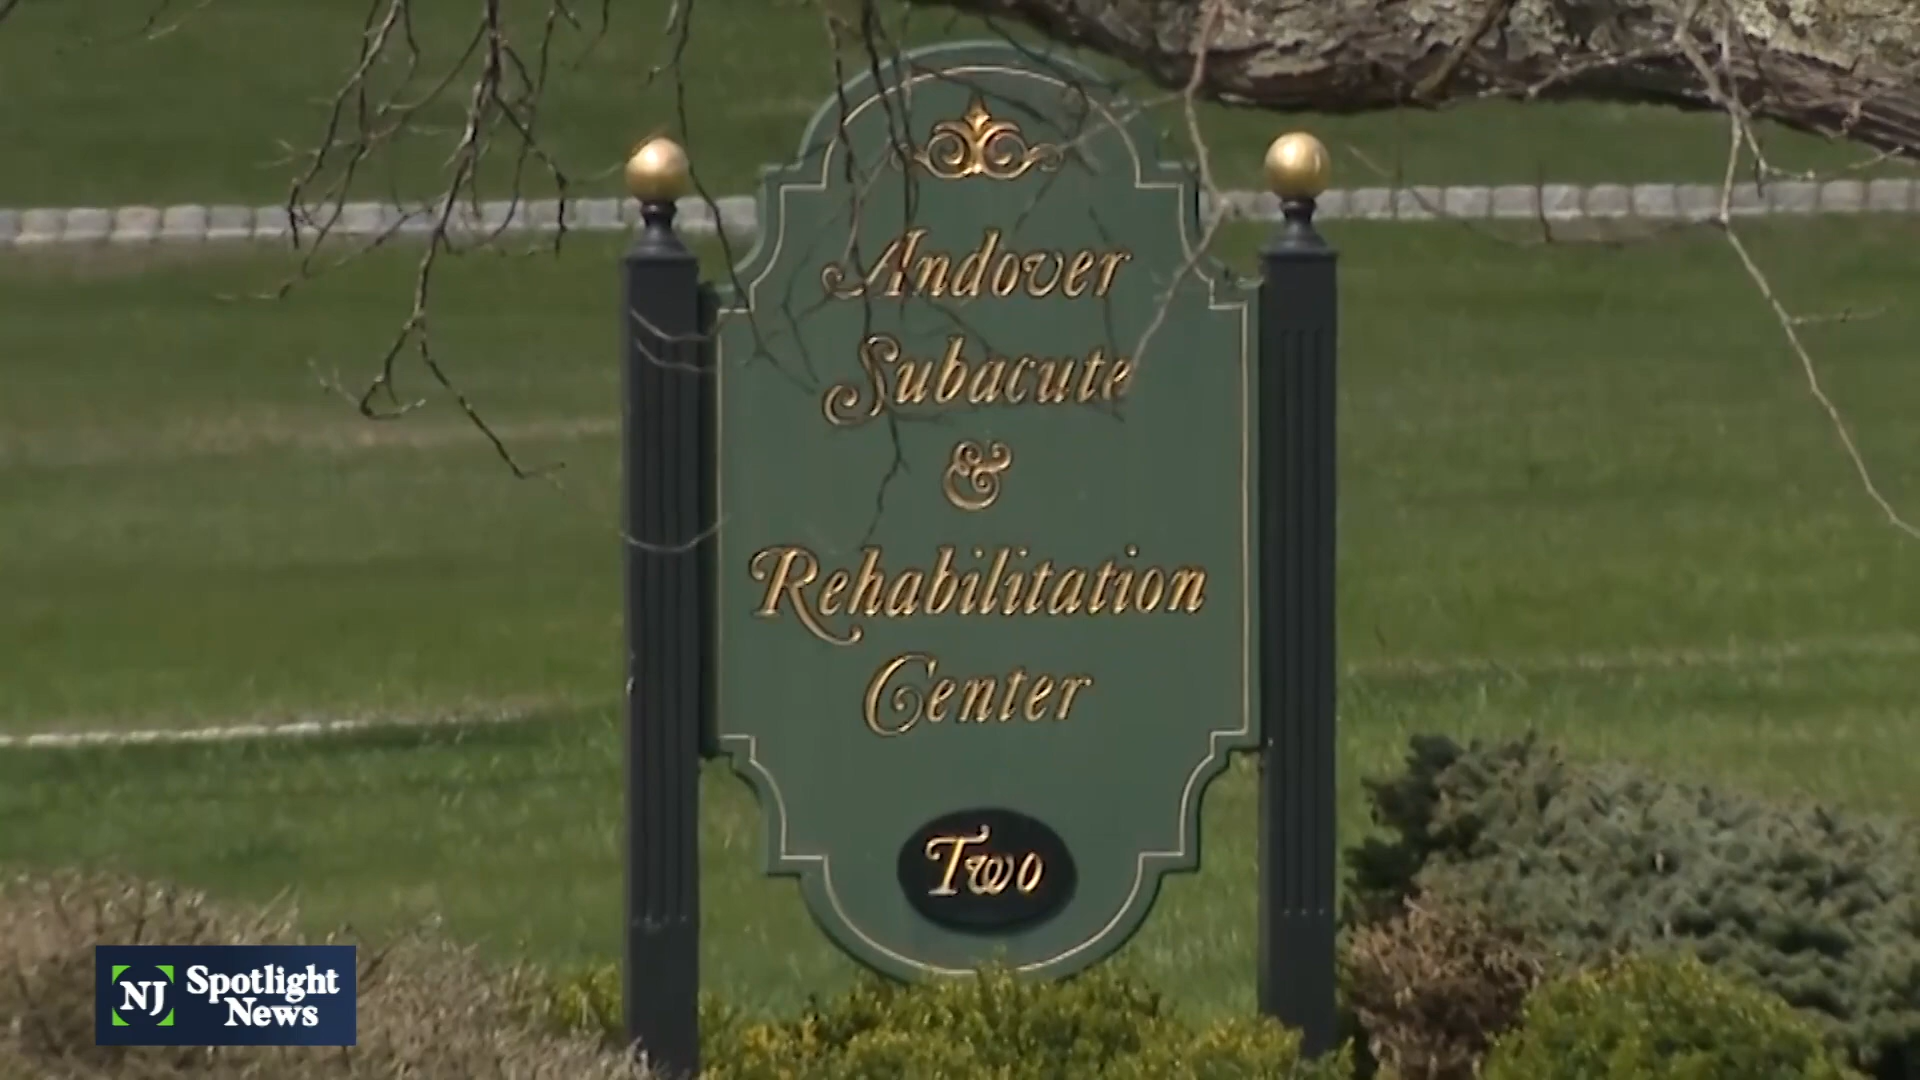 Andover
Subacute
&
Rehabilitation
Center
Two
NJ Spotlight
News